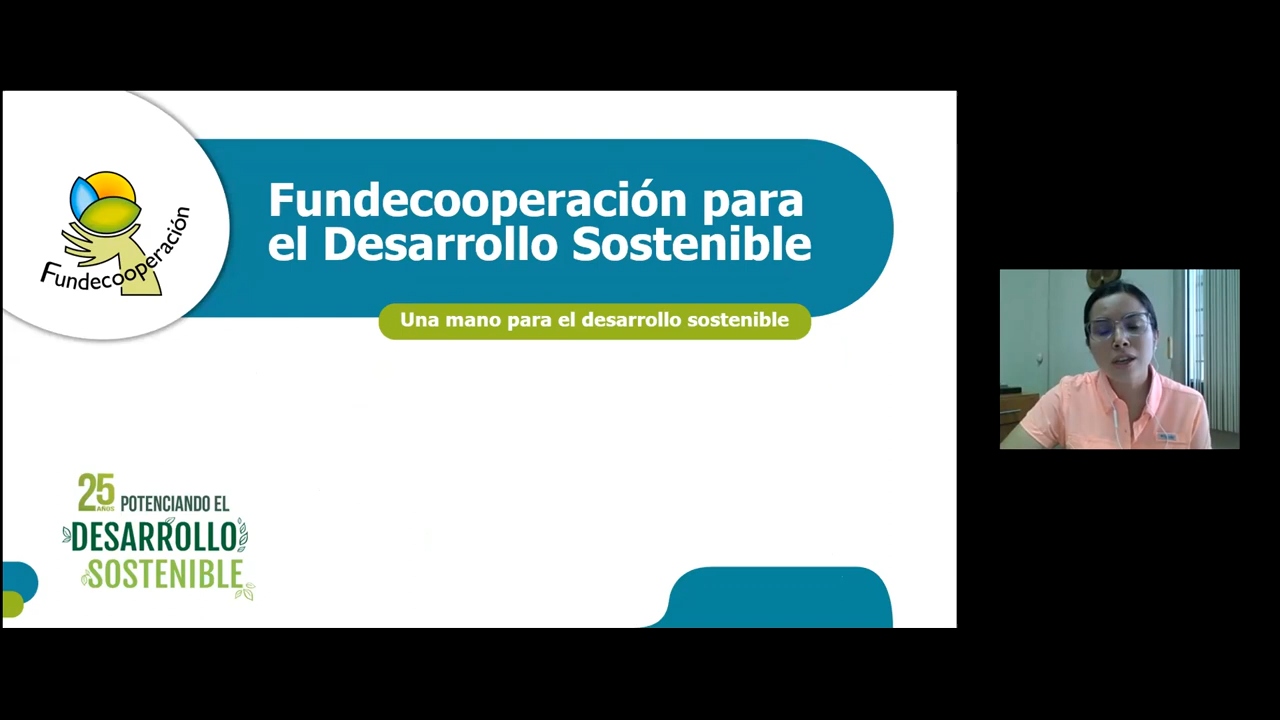 Fundecooperación para
el Desarrollo Sostenible
Fundecooperación
Una mano para el desarrollo sostenible
25
AÑOS
POTENCIANDO EL
DESARROLLO
SOSTENIBLE